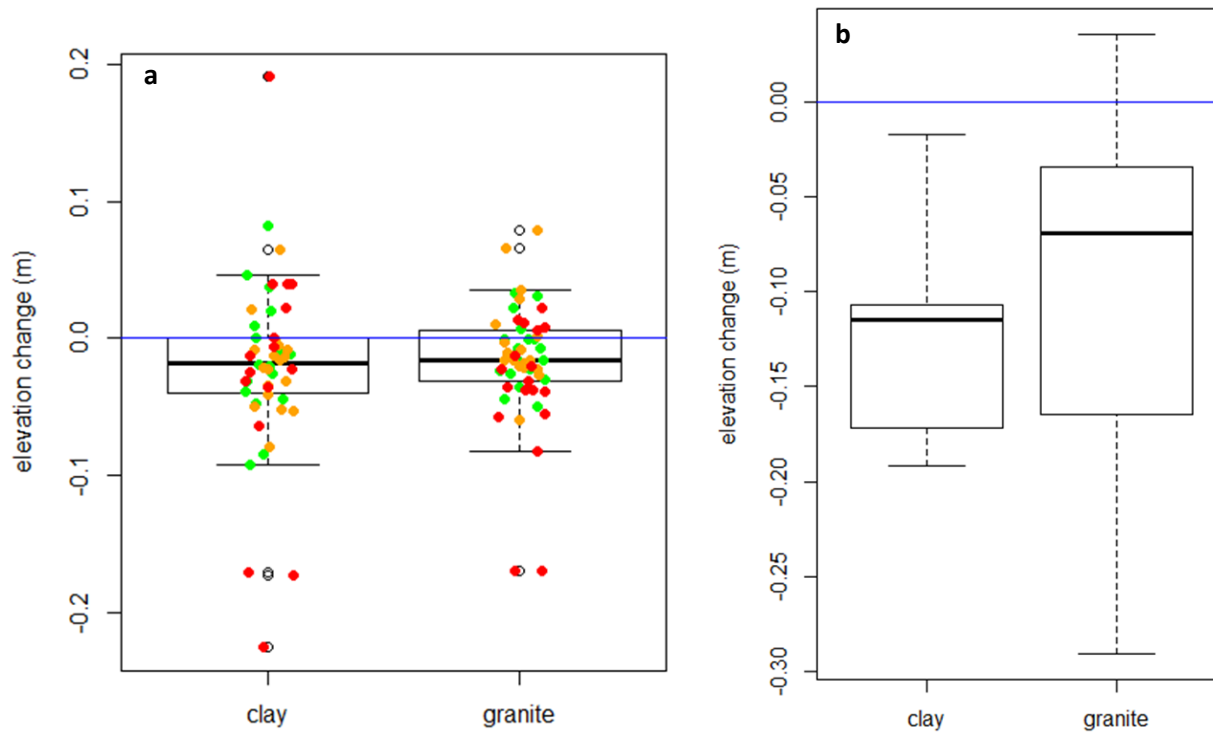 a
elevation change (m)
0.2
0.1
0.0
-0.1
-0.2
clay
granite
b
elevation change (m)
0.00
-0.05
-0.10
-0.15
-0.20
-0.25
-0.30
clay
granite